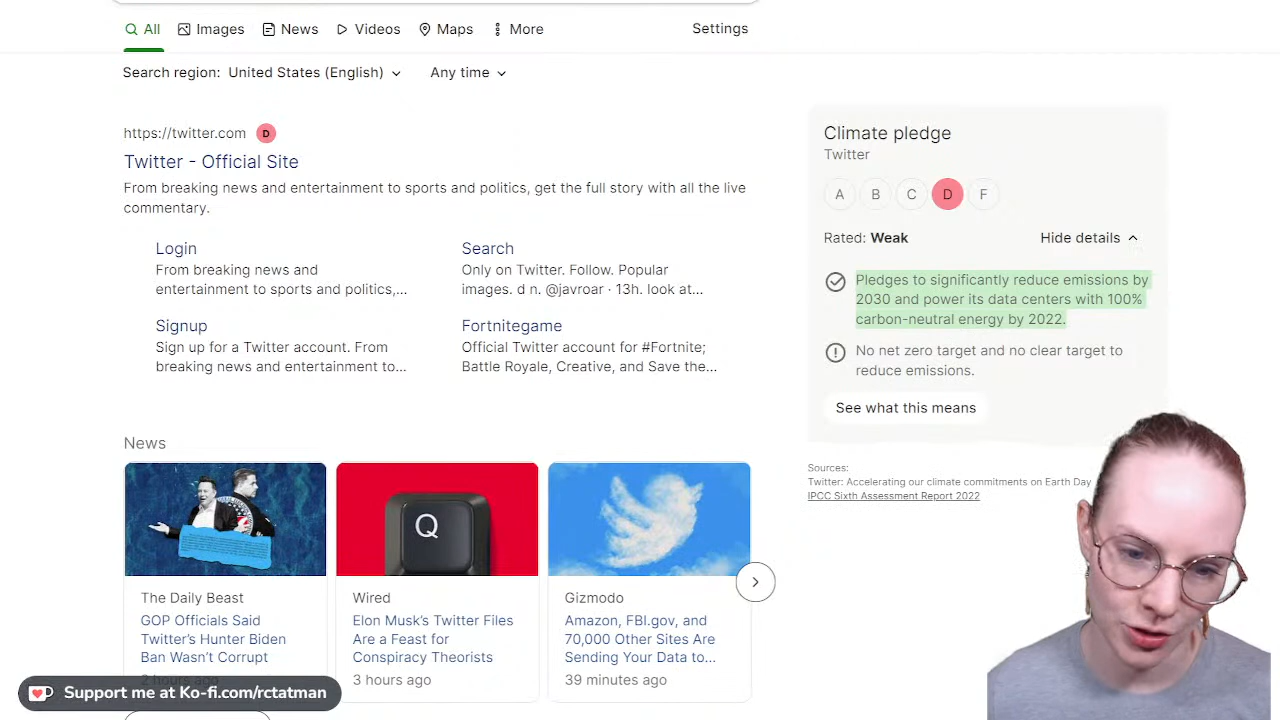 All Images News Videos Maps More Settings
Search region: United States (English) Any time
https://twitter.com D
Twitter - Official Site
From breaking news and entertainment to sports and politics, get the full story with all the live
commentary.
Login
From breaking news and
entertainment to sports and politics,...
Search
Only on Twitter. Follow. Popular
images. d n. @javroar · 13h. look at...
Signup
Sign up for a Twitter account. From
breaking news and entertainment to...
Fortnitegame
Official Twitter account for #Fortnite;
Battle Royale, Creative, and Save the...
News
Q
The Daily Beast
GOP Officials Said
Twitter's Hunter Biden
Ban Wasn't Corrupt
2 hours ago
Wired
Elon Musk's Twitter Files
Are a Feast for
Conspiracy Theorists
3 hours ago
Gizmodo
Amazon, FBI.gov, and
70,000 Other Sites Are
Sending Your Data to...
39 minutes ago
Climate pledge
Twitter
A B C D F
Rated: Weak Hide details
Pledges to significantly reduce emissions by
2030 and power its data centers with 100%
carbon-neutral energy by 2022.
No net zero target and no clear target to
reduce emissions.
See what this means
Sources:
Twitter: Accelerating our climate commitments on Earth Day
IPCC Sixth Assessment Report 2022
Support me at Ko-fi.com/rctatman